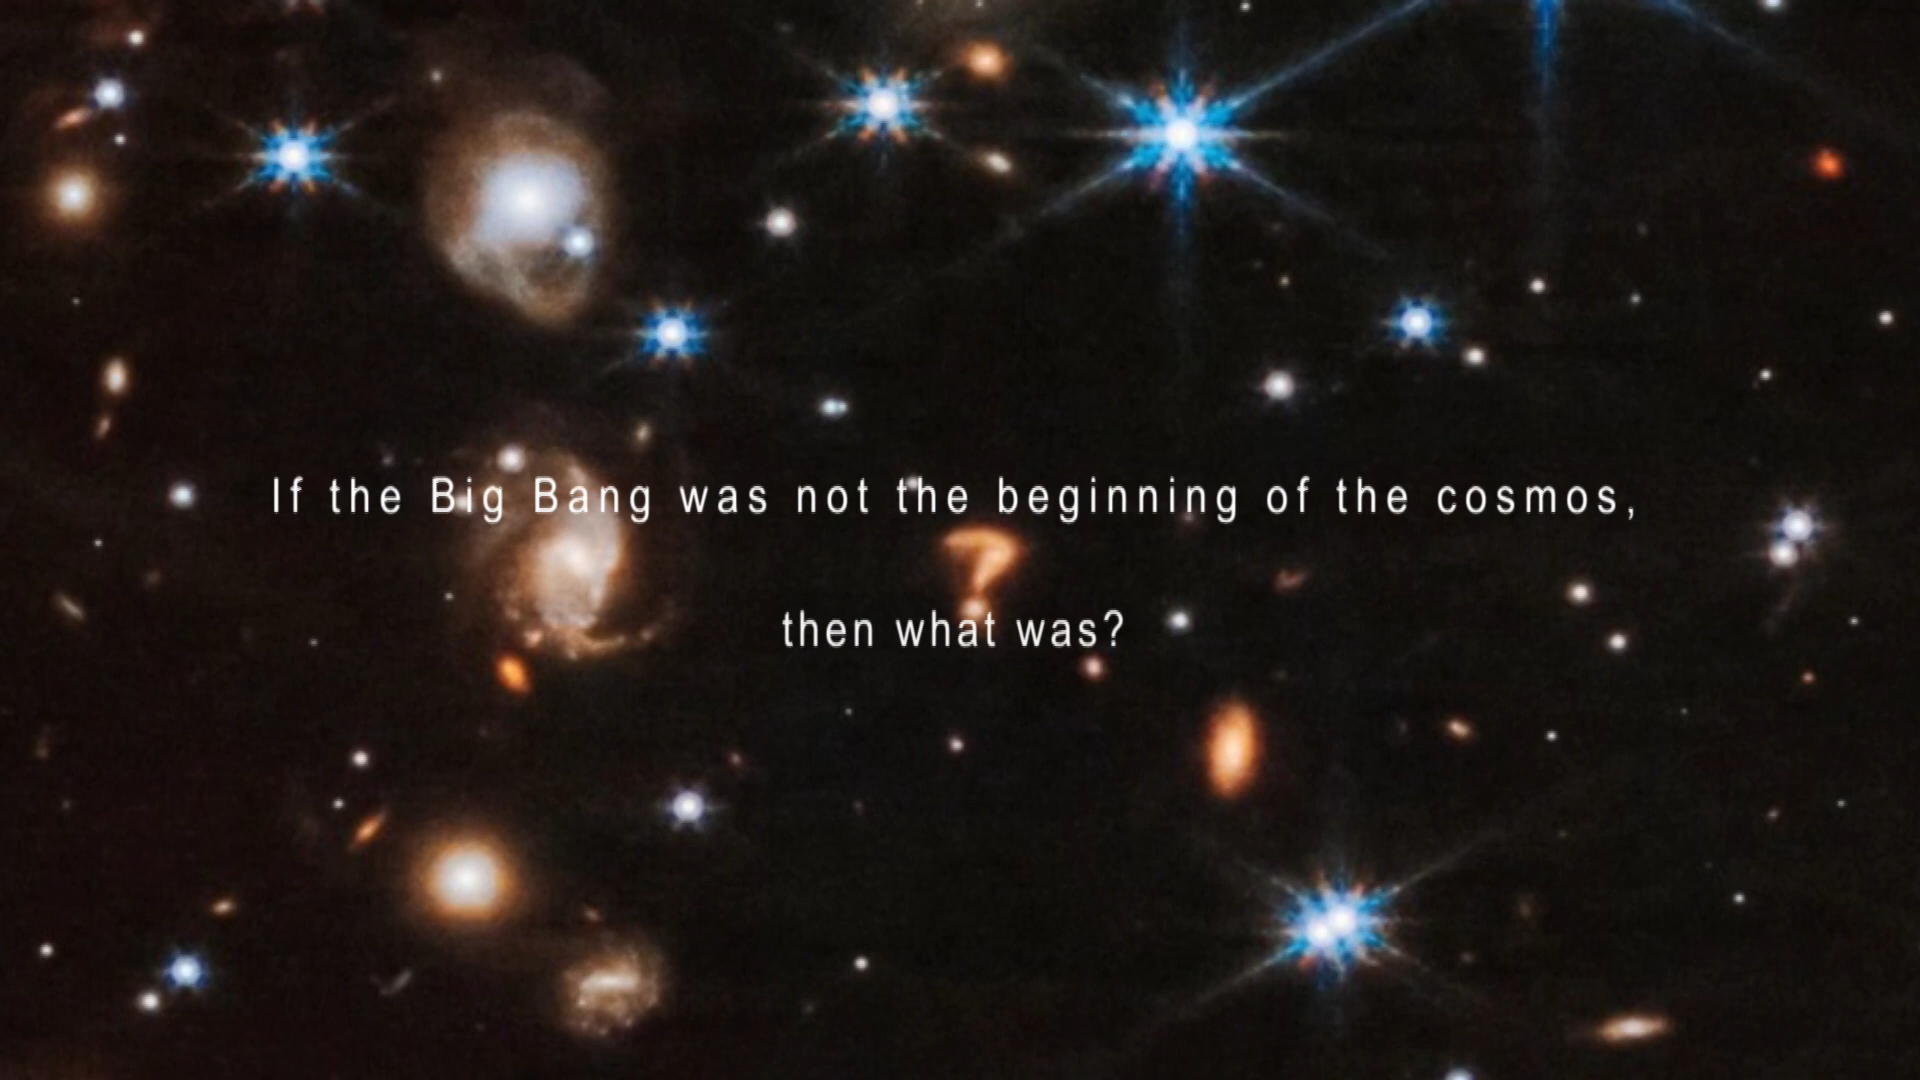 If the Big Bang was not the beginning of the cosmos,
then what was?